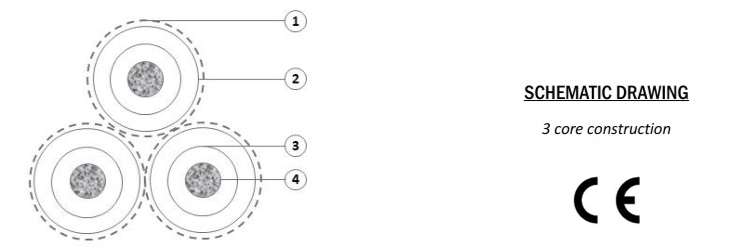 1
2
SCHEMATIC DRAWING
3 core construction
3
4
CE